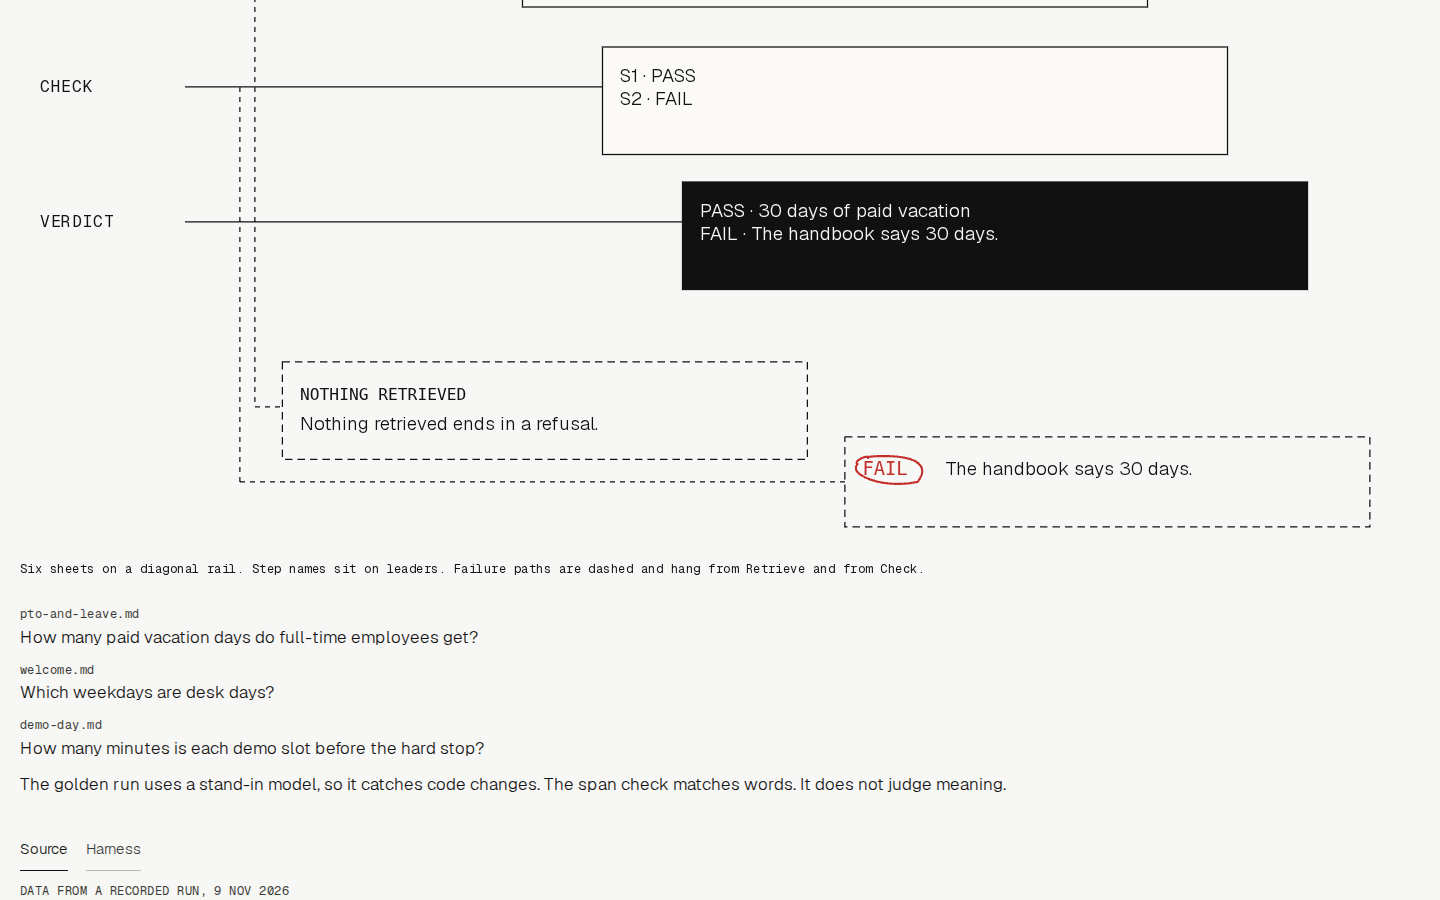 CHECK
S1 · PASS
S2 · FAIL
VERDICT
PASS · 30 days of paid vacation
FAIL · The handbook says 30 days.
NOTHING RETRIEVED
Nothing retrieved ends in a refusal.
FAIL The handbook says 30 days.
Six sheets on a diagonal rail. Step names sit on leaders. Failure paths are dashed and hang from Retrieve and from Check.
pto-and-leave.md
How many paid vacation days do full-time employees get?
welcome.md
Which weekdays are desk days?
demo-day.md
How many minutes is each demo slot before the hard stop?
The golden run uses a stand-in model, so it catches code changes. The span check matches words. It does not judge meaning.
Source Harness
DATA FROM A RECORDED RUN, 9 NOV 2026